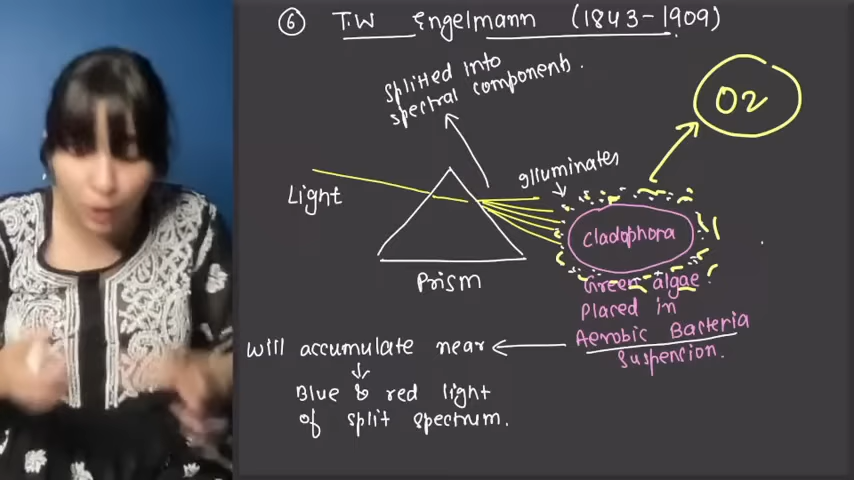 ⑥ T.W Engelmann (1843-1909)
Splitted into
spectral components.
O2
illuminates
Light
Cladophora
Prism
Green algae
Placed in
Aerobic Bacteria
Suspension.
Will accumulate near
Blue & red light
of split spectrum.